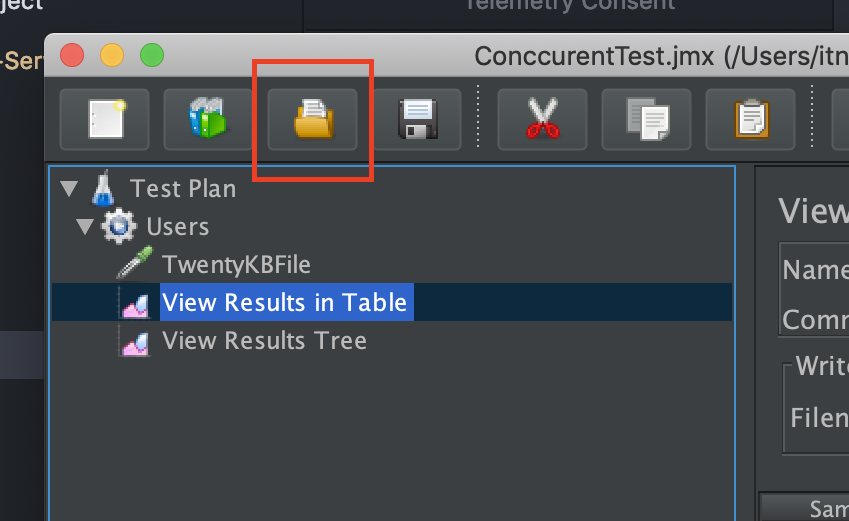 ject
Telemetry Consent
-Ser
ConccurentTest.jmx (/Users/itn
Test Plan
Users
TwentyKBFile
View Results in Table
View Results Tree
View
Name
Comm
Write
Filen
Sam